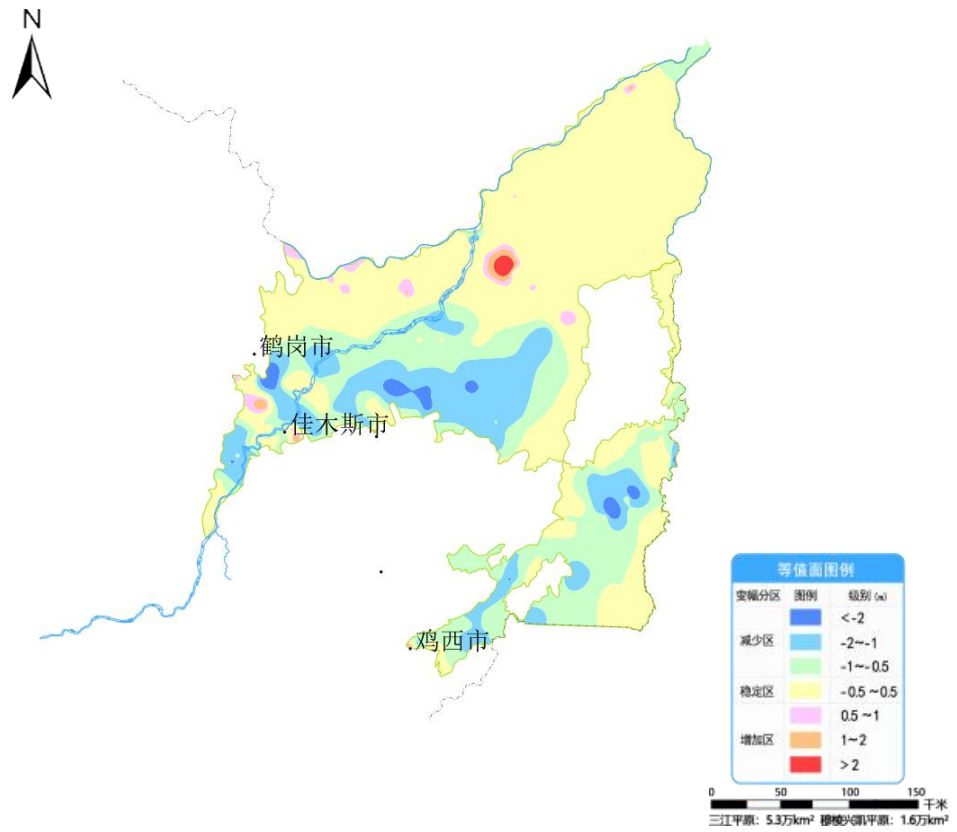 N
鹤岗市
佳木斯市
鸡西市
等值面图例
变幅分区 图例 级别 (m)
<-2
减少区 -2~-1
-1~-0.5
稳定区 -0.5~0.5
0.5~1
增加区 1~2
>2
0 50 100 150 千米
三江平原：5.3万km² 穆棱兴凯平原：1.6万km²